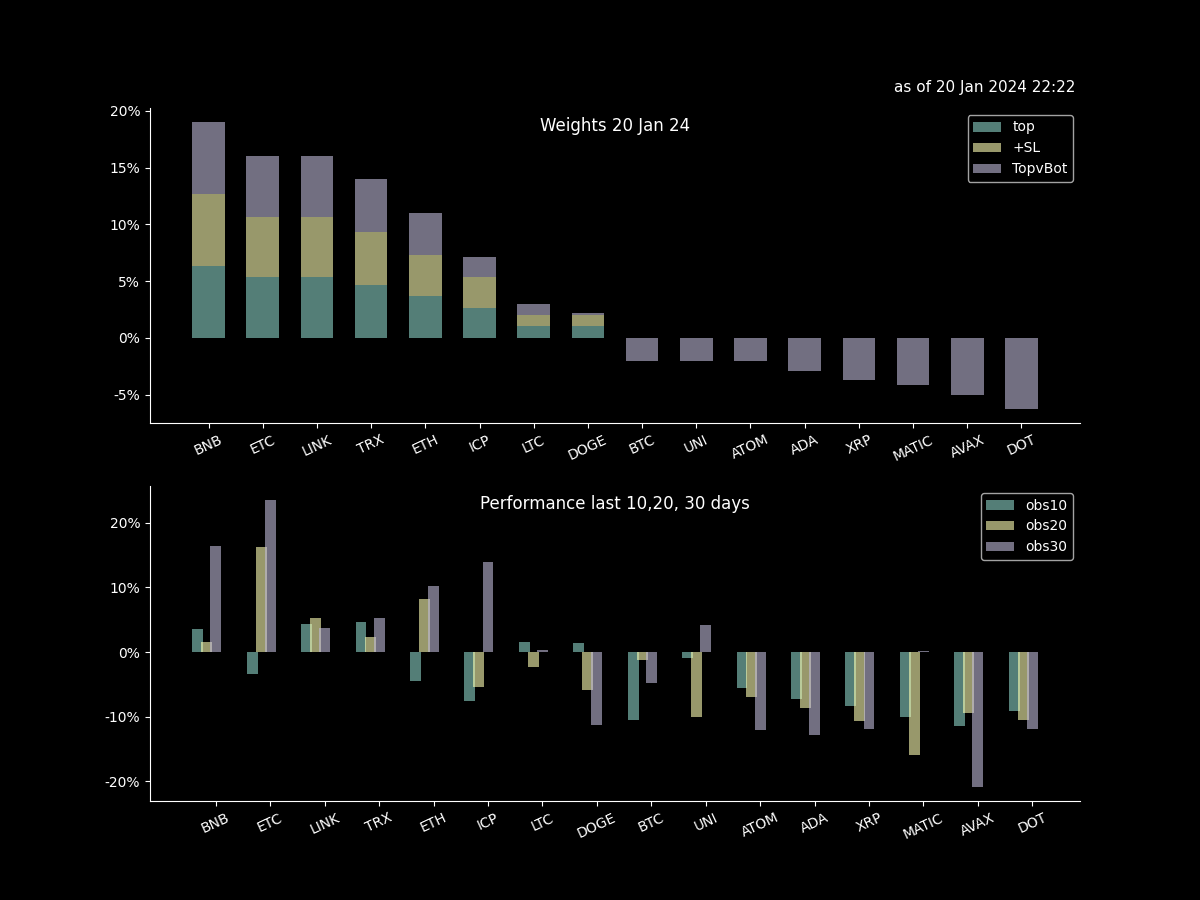 as of 20 Jan 2024 22:22
Weights 20 Jan 24
top
+SL
TopvBot
20%
15%
10%
5%
0%
-5%
BNB ETC LINK TRX ETH ICP LTC DOGE BTC UNI ATOM ADA XRP MATIC AVAX DOT
Performance last 10,20, 30 days
obs10
obs20
obs30
20%
10%
0%
-10%
-20%
BNB ETC LINK TRX ETH ICP LTC DOGE BTC UNI ATOM ADA XRP MATIC AVAX DOT